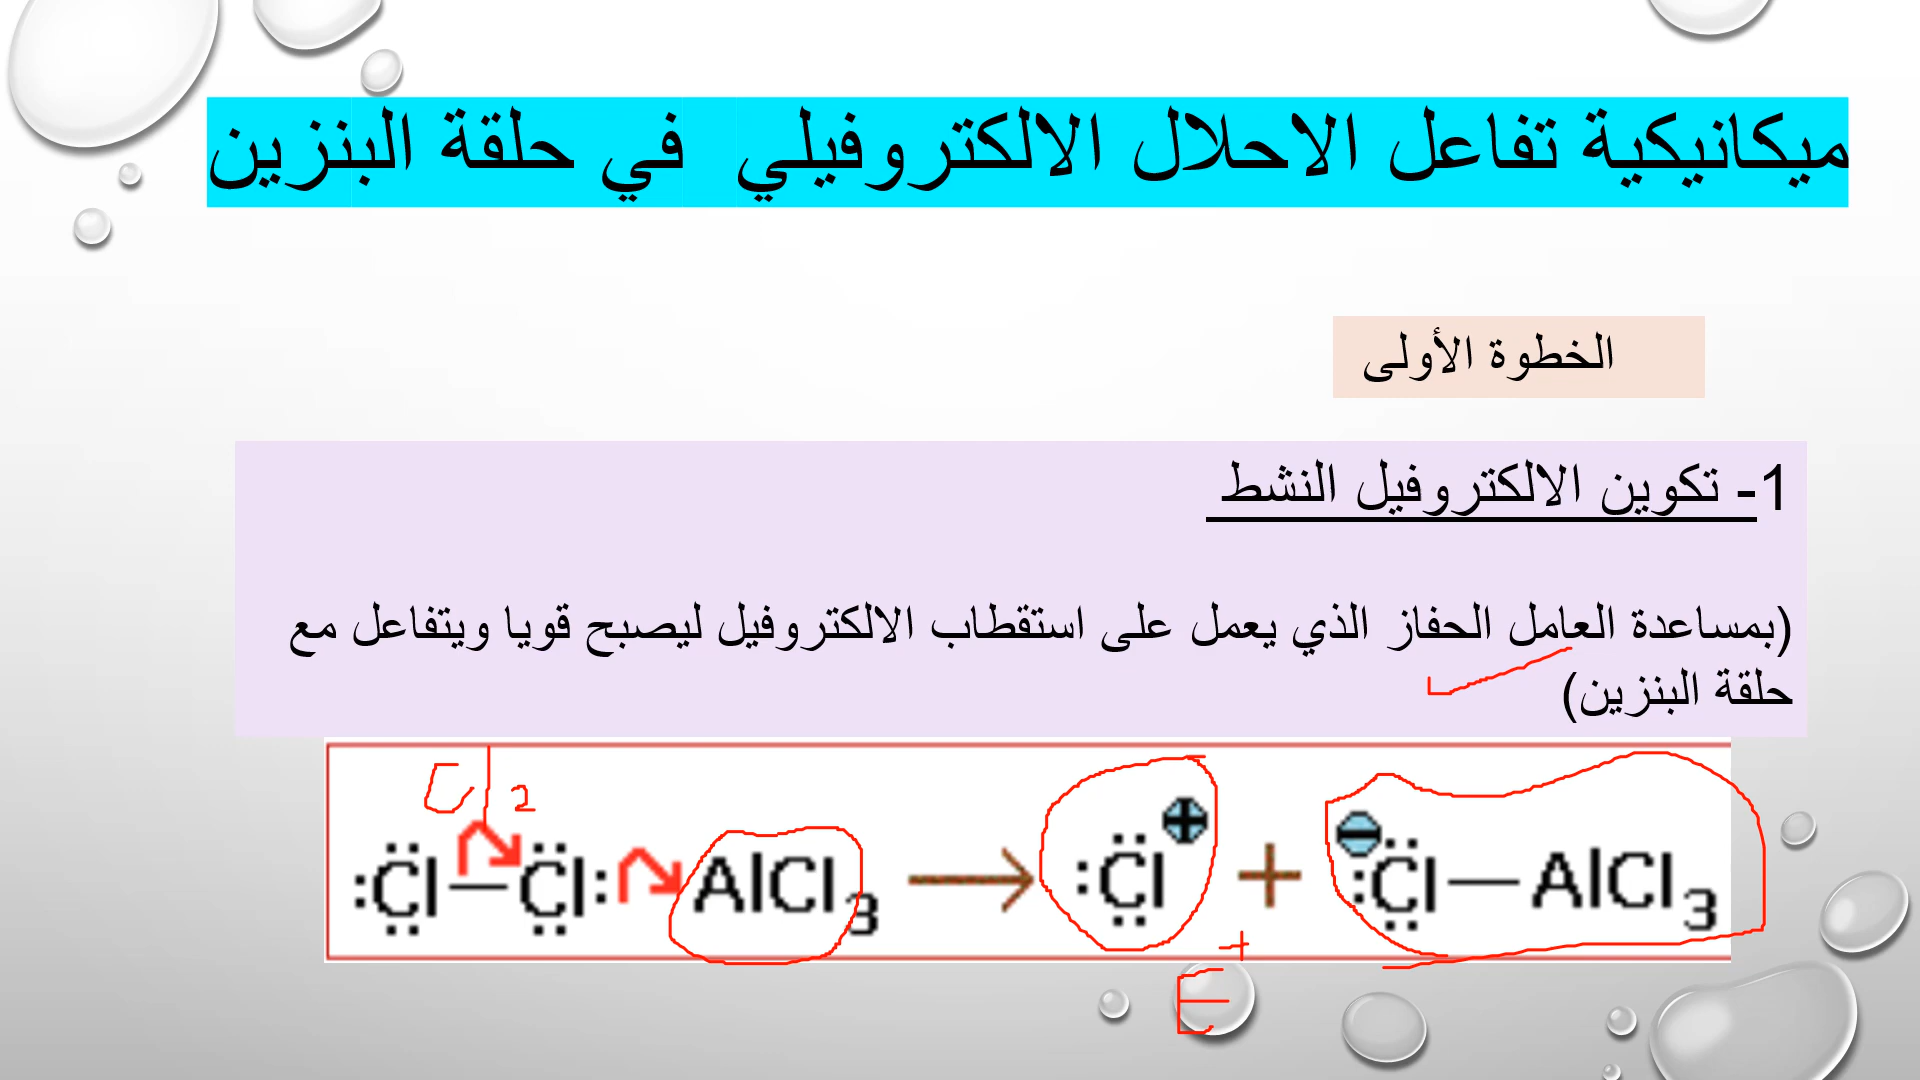 ميكانيكية تفاعل الاحلال الالكتروفيلي في حلقة البنزين
الخطوة الأولى
1- تكوين الالكتروفيل النشط
(بمساعدة العامل الحفاز الذي يعمل على استقطاب الالكتروفيل ليصبح قويا ويتفاعل مع
حلقة البنزين)
Cl2
:Cl—Cl: AlCl3 → :Cl⊕ + ⊖:Cl—AlCl3
E+